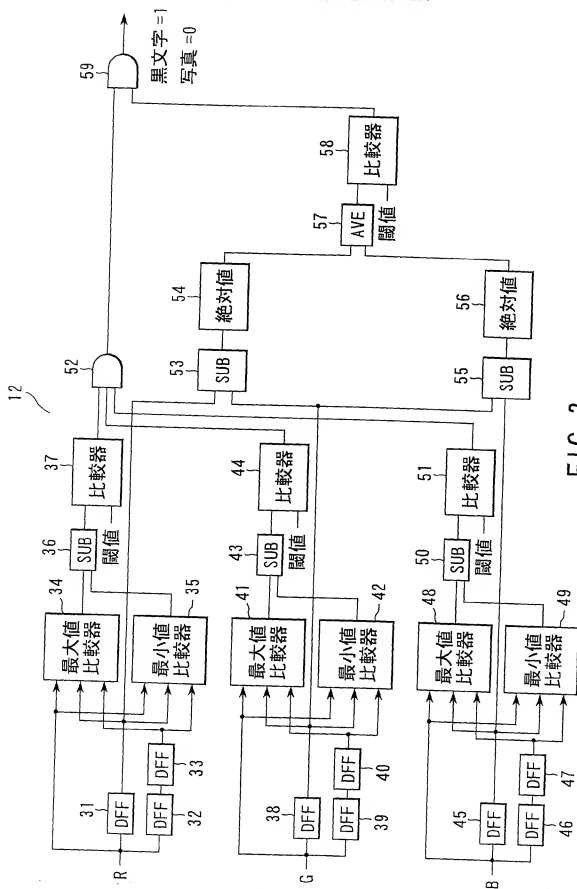 12
R
31
DFF
32
DFF
33
DFF
34
最大値
比較器
35
最小値
比較器
36
SUB
閾値
37
比較器
G
38
DFF
39
DFF
40
DFF
41
最大値
比較器
42
最小値
比較器
43
SUB
閾値
44
比較器
B
45
DFF
46
DFF
47
DFF
48
最大値
比較器
49
最小値
比較器
50
SUB
閾値
51
比較器
52
53
SUB
54
絶対値
55
SUB
56
絶対値
57
AVE
閾値
58
比較器
59
黒文字=1
写真=0